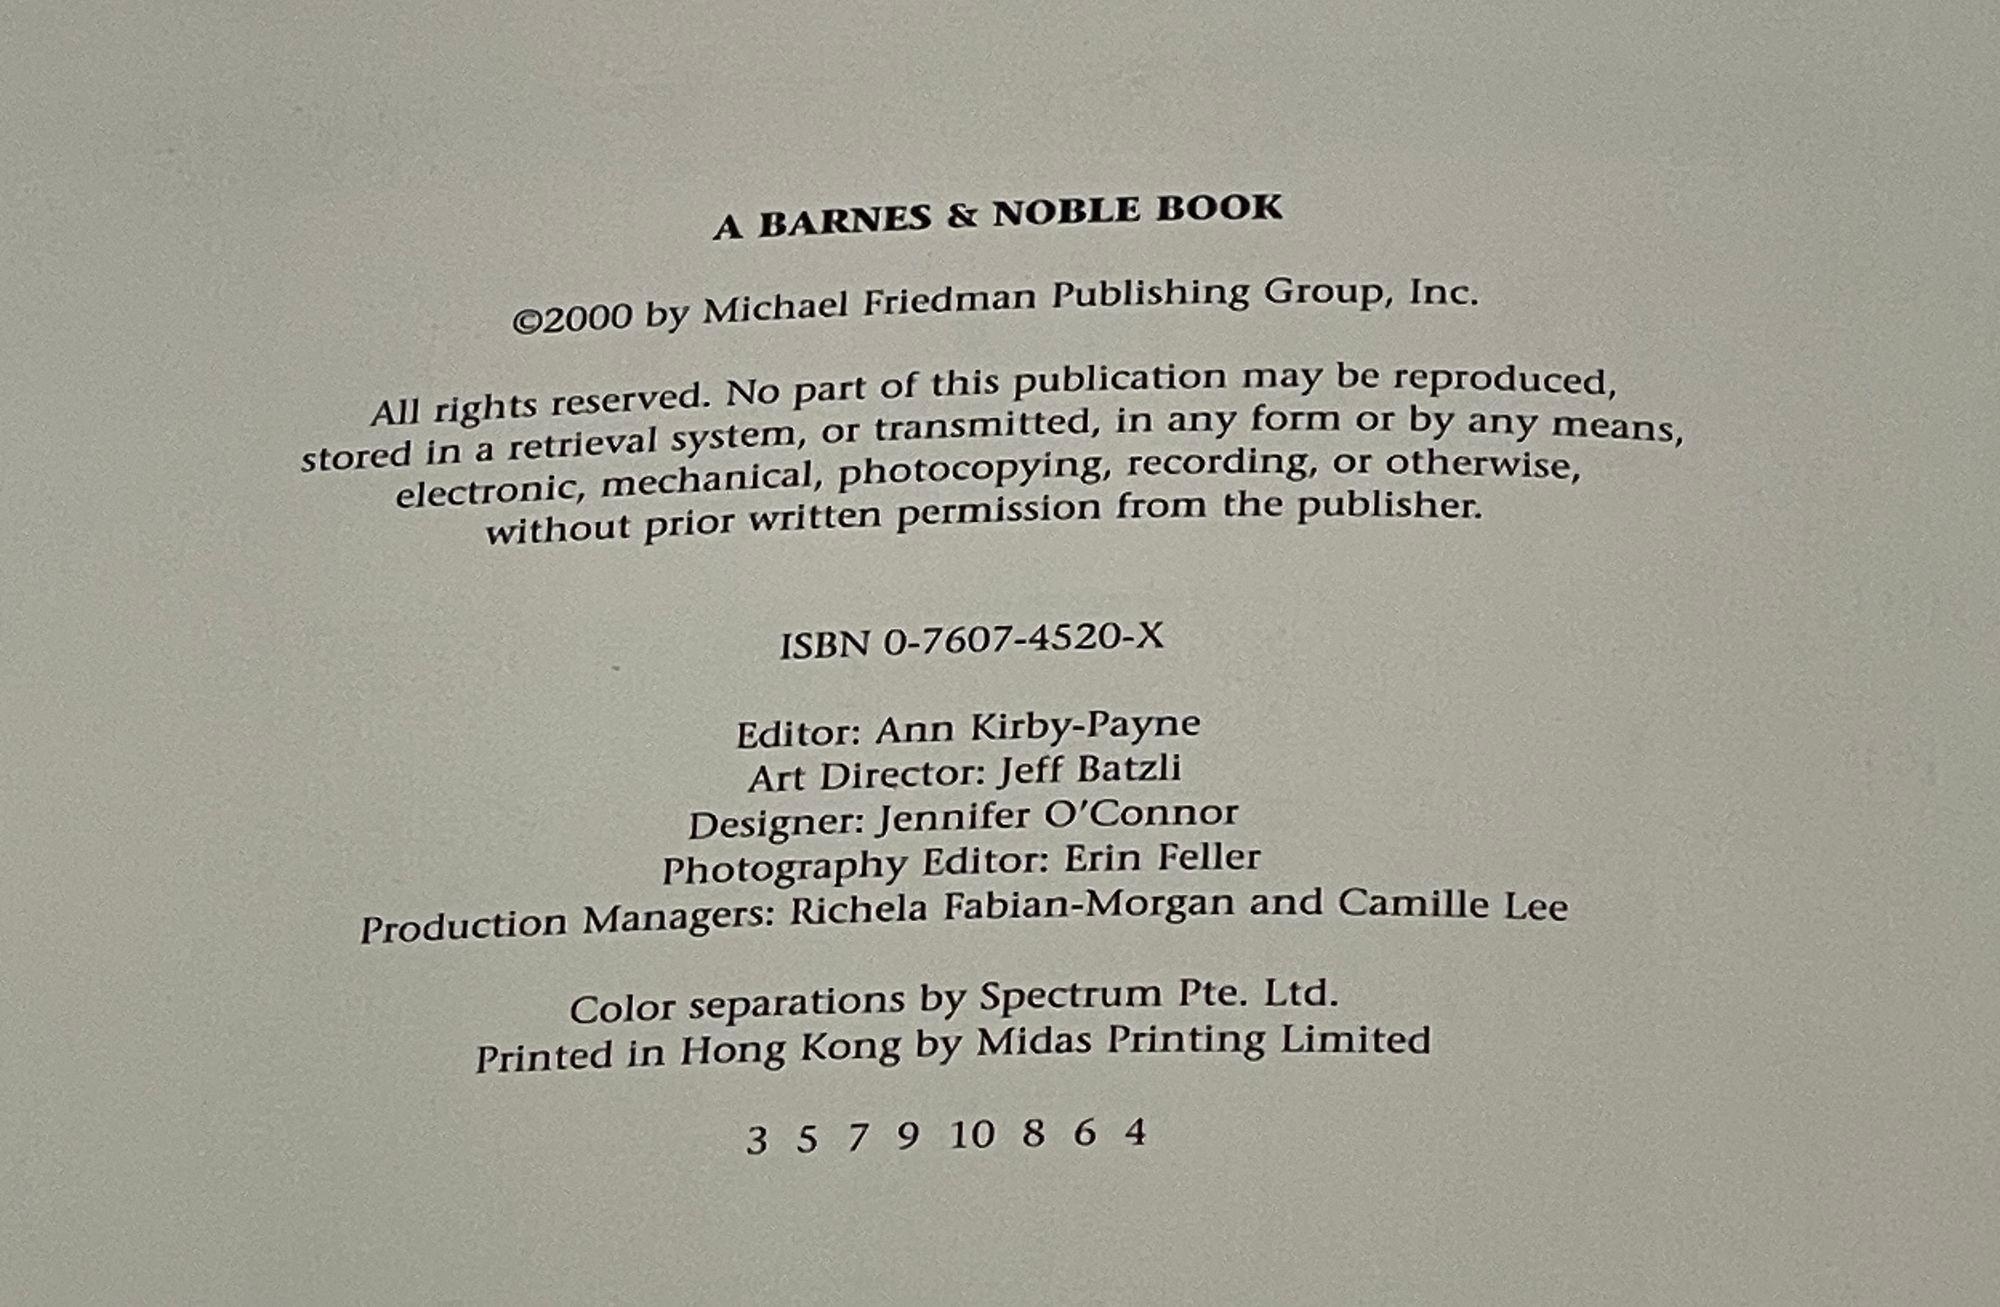 A BARNES & NOBLE BOOK
©2000 by Michael Friedman Publishing Group, Inc.
All rights reserved. No part of this publication may be reproduced,
stored in a retrieval system, or transmitted, in any form or by any means,
electronic, mechanical, photocopying, recording, or otherwise,
without prior written permission from the publisher.
ISBN 0-7607-4520-X
Editor: Ann Kirby-Payne
Art Director: Jeff Batzli
Designer: Jennifer O'Connor
Photography Editor: Erin Feller
Production Managers: Richela Fabian-Morgan and Camille Lee
Color separations by Spectrum Pte. Ltd.
Printed in Hong Kong by Midas Printing Limited
3 5 7 9 10 8 6 4